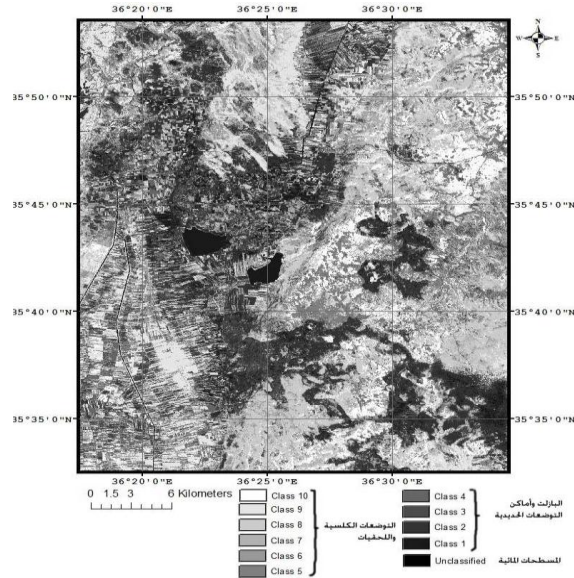 36°20'0"E 36°25'0"E 36°30'0"E
N
W E
S
35°50'0"N 35°50'0"N
35°45'0"N 35°45'0"N
35°40'0"N 35°40'0"N
35°35'0"N 35°35'0"N
36°20'0"E 36°25'0"E 36°30'0"E
0 1.5 3 6 Kilometers
Class 10
Class 9
Class 8
Class 7
Class 6
Class 5
التوضعات الكلسية
واللحقيات
Class 4
Class 3
Class 2
Class 1
البازلت وأماكن
التوضعات الحديدية
Unclassified المسطحات المائية